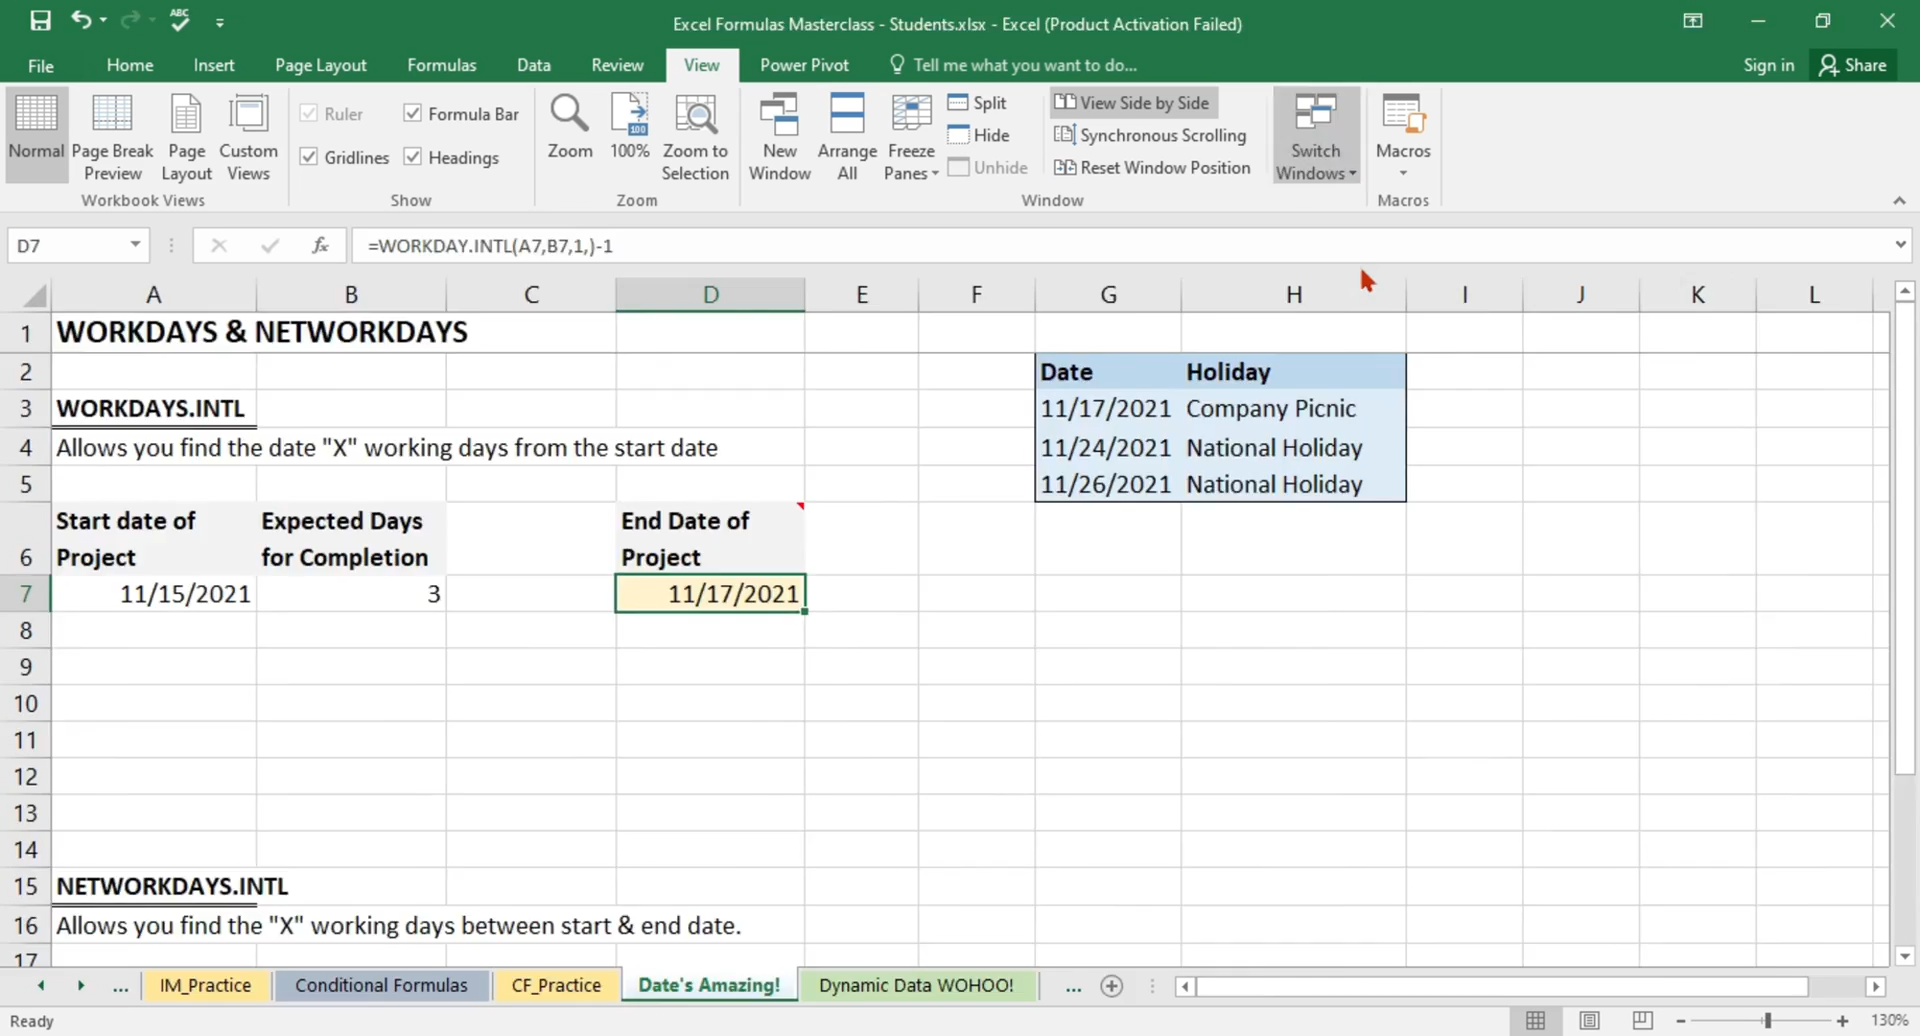 Excel Formulas Masterclass - Students.xlsx - Excel (Product Activation Failed)
File Home Insert Page Layout Formulas Data Review View Power Pivot Tell me what you want to do... Sign in Share
Normal
Page Break
Preview
Page
Layout
Custom
Views
Workbook Views
Ruler
Formula Bar
Gridlines
Headings
Show
Zoom
100
100%
Zoom to
Selection
Zoom
New
Window
Arrange
All
Freeze
Panes
Split
Hide
Unhide
View Side by Side
Synchronous Scrolling
Reset Window Position
Window
Switch
Windows
Macros
Macros
D7 fx =WORKDAY.INTL(A7,B7,1,)-1
A B C D E F G H I J K L
1 WORKDAYS & NETWORKDAYS
2 Date Holiday
3 WORKDAYS.INTL 11/17/2021 Company Picnic
4 Allows you find the date "X" working days from the start date 11/24/2021 National Holiday
5 11/26/2021 National Holiday
Start date of Expected Days End Date of
6 Project for Completion Project
7 11/15/2021 3 11/17/2021
8
9
10
11
12
13
14
15 NETWORKDAYS.INTL
16 Allows you find the "X" working days between start & end date.
17
... IM_Practice Conditional Formulas CF_Practice Date's Amazing! Dynamic Data WOHOO! ...
Ready 130%
ABC